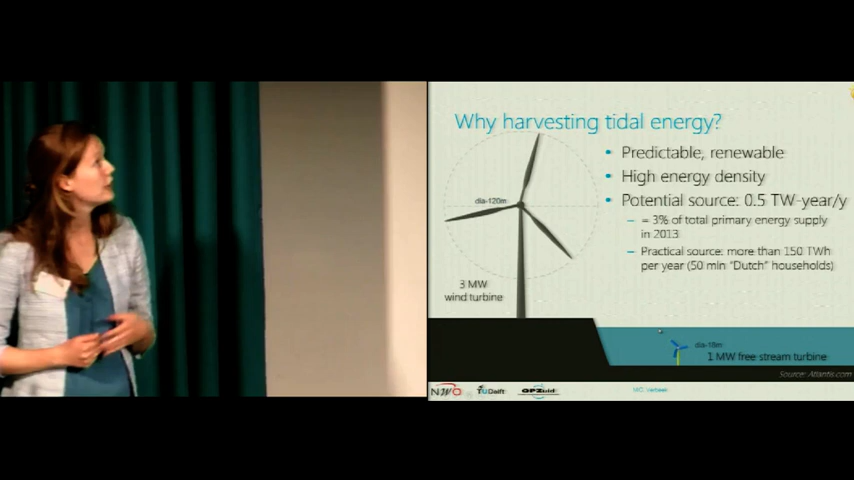 Why harvesting tidal energy?
• Predictable, renewable
• High energy density
• Potential source: 0.5 TW-year/y
– = 3% of total primary energy supply
in 2013
– Practical source: more than 150 TWh
per year (50 mln "Dutch" households)
dia-120m
3 MW
wind turbine
dia-18m
1 MW free stream turbine
Source: Atlantis.com
NWO
TU Delft